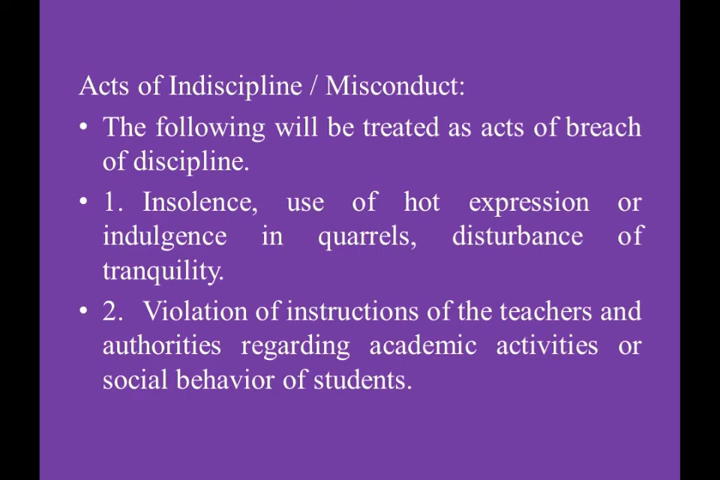 Acts of Indiscipline / Misconduct:
• The following will be treated as acts of breach
of discipline.
• 1. Insolence, use of hot expression or
indulgence in quarrels, disturbance of
tranquility.
• 2. Violation of instructions of the teachers and
authorities regarding academic activities or
social behavior of students.